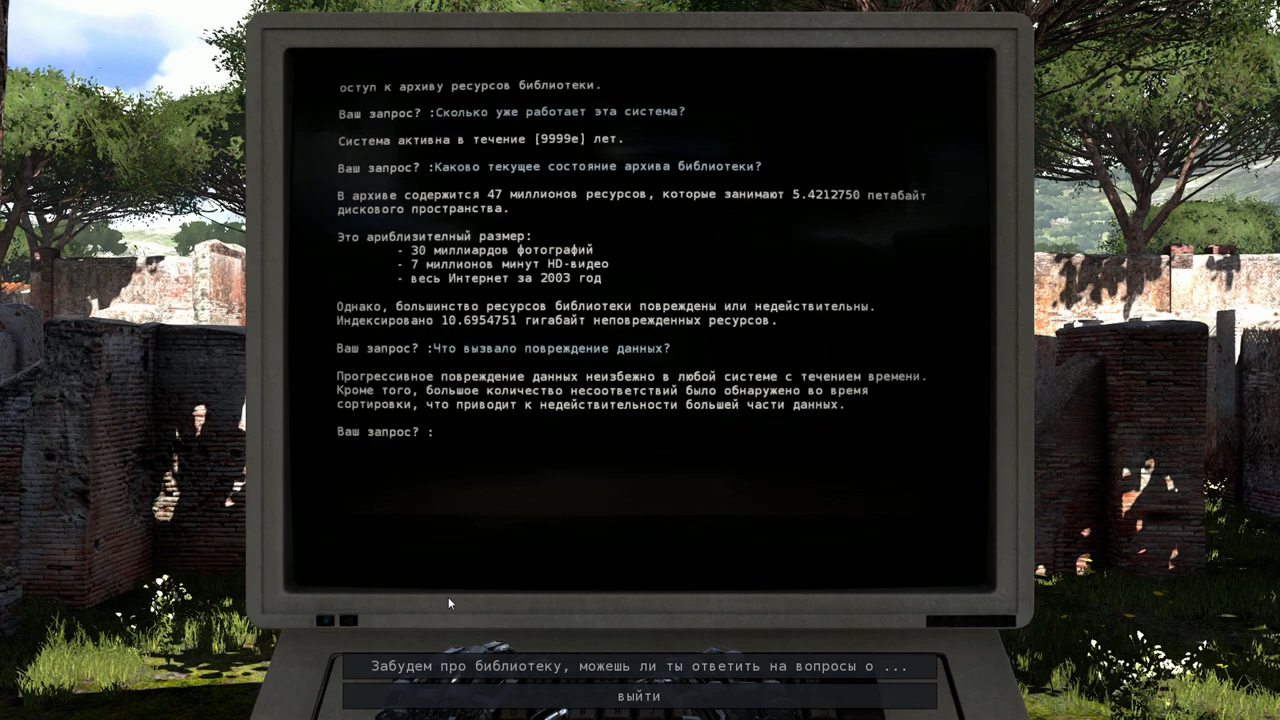 оступ к архиву ресурсов библиотеки.
Ваш запрос? :Сколько уже работает эта система?
Система активна в течение [9999e] лет.
Ваш запрос? :Каково текущее состояние архива библиотеки?
В архиве содержится 47 миллионов ресурсов, которые занимают 5.4212750 петабайт
дискового пространства.
Это ариблизителный размер:
- 30 миллиардов фотографий
- 7 миллионов минут HD-видео
- весь Интернет за 2003 год
Однако, большинство ресурсов библиотеки повреждены или недействительны.
Индексировано 10.6954751 гигабайт неповрежденных ресурсов.
Ваш запрос? :Что вызвало повреждение данных?
Прогрессивное повреждение данных неизбежно в любой системе с течением времени.
Кроме того, большое количество несоответствий было обнаружено во время
сортировки, что приводит к недействительности большей части данных.
Ваш запрос? :
Забудем про библиотеку, можешь ли ты ответить на вопросы о ...
выйти